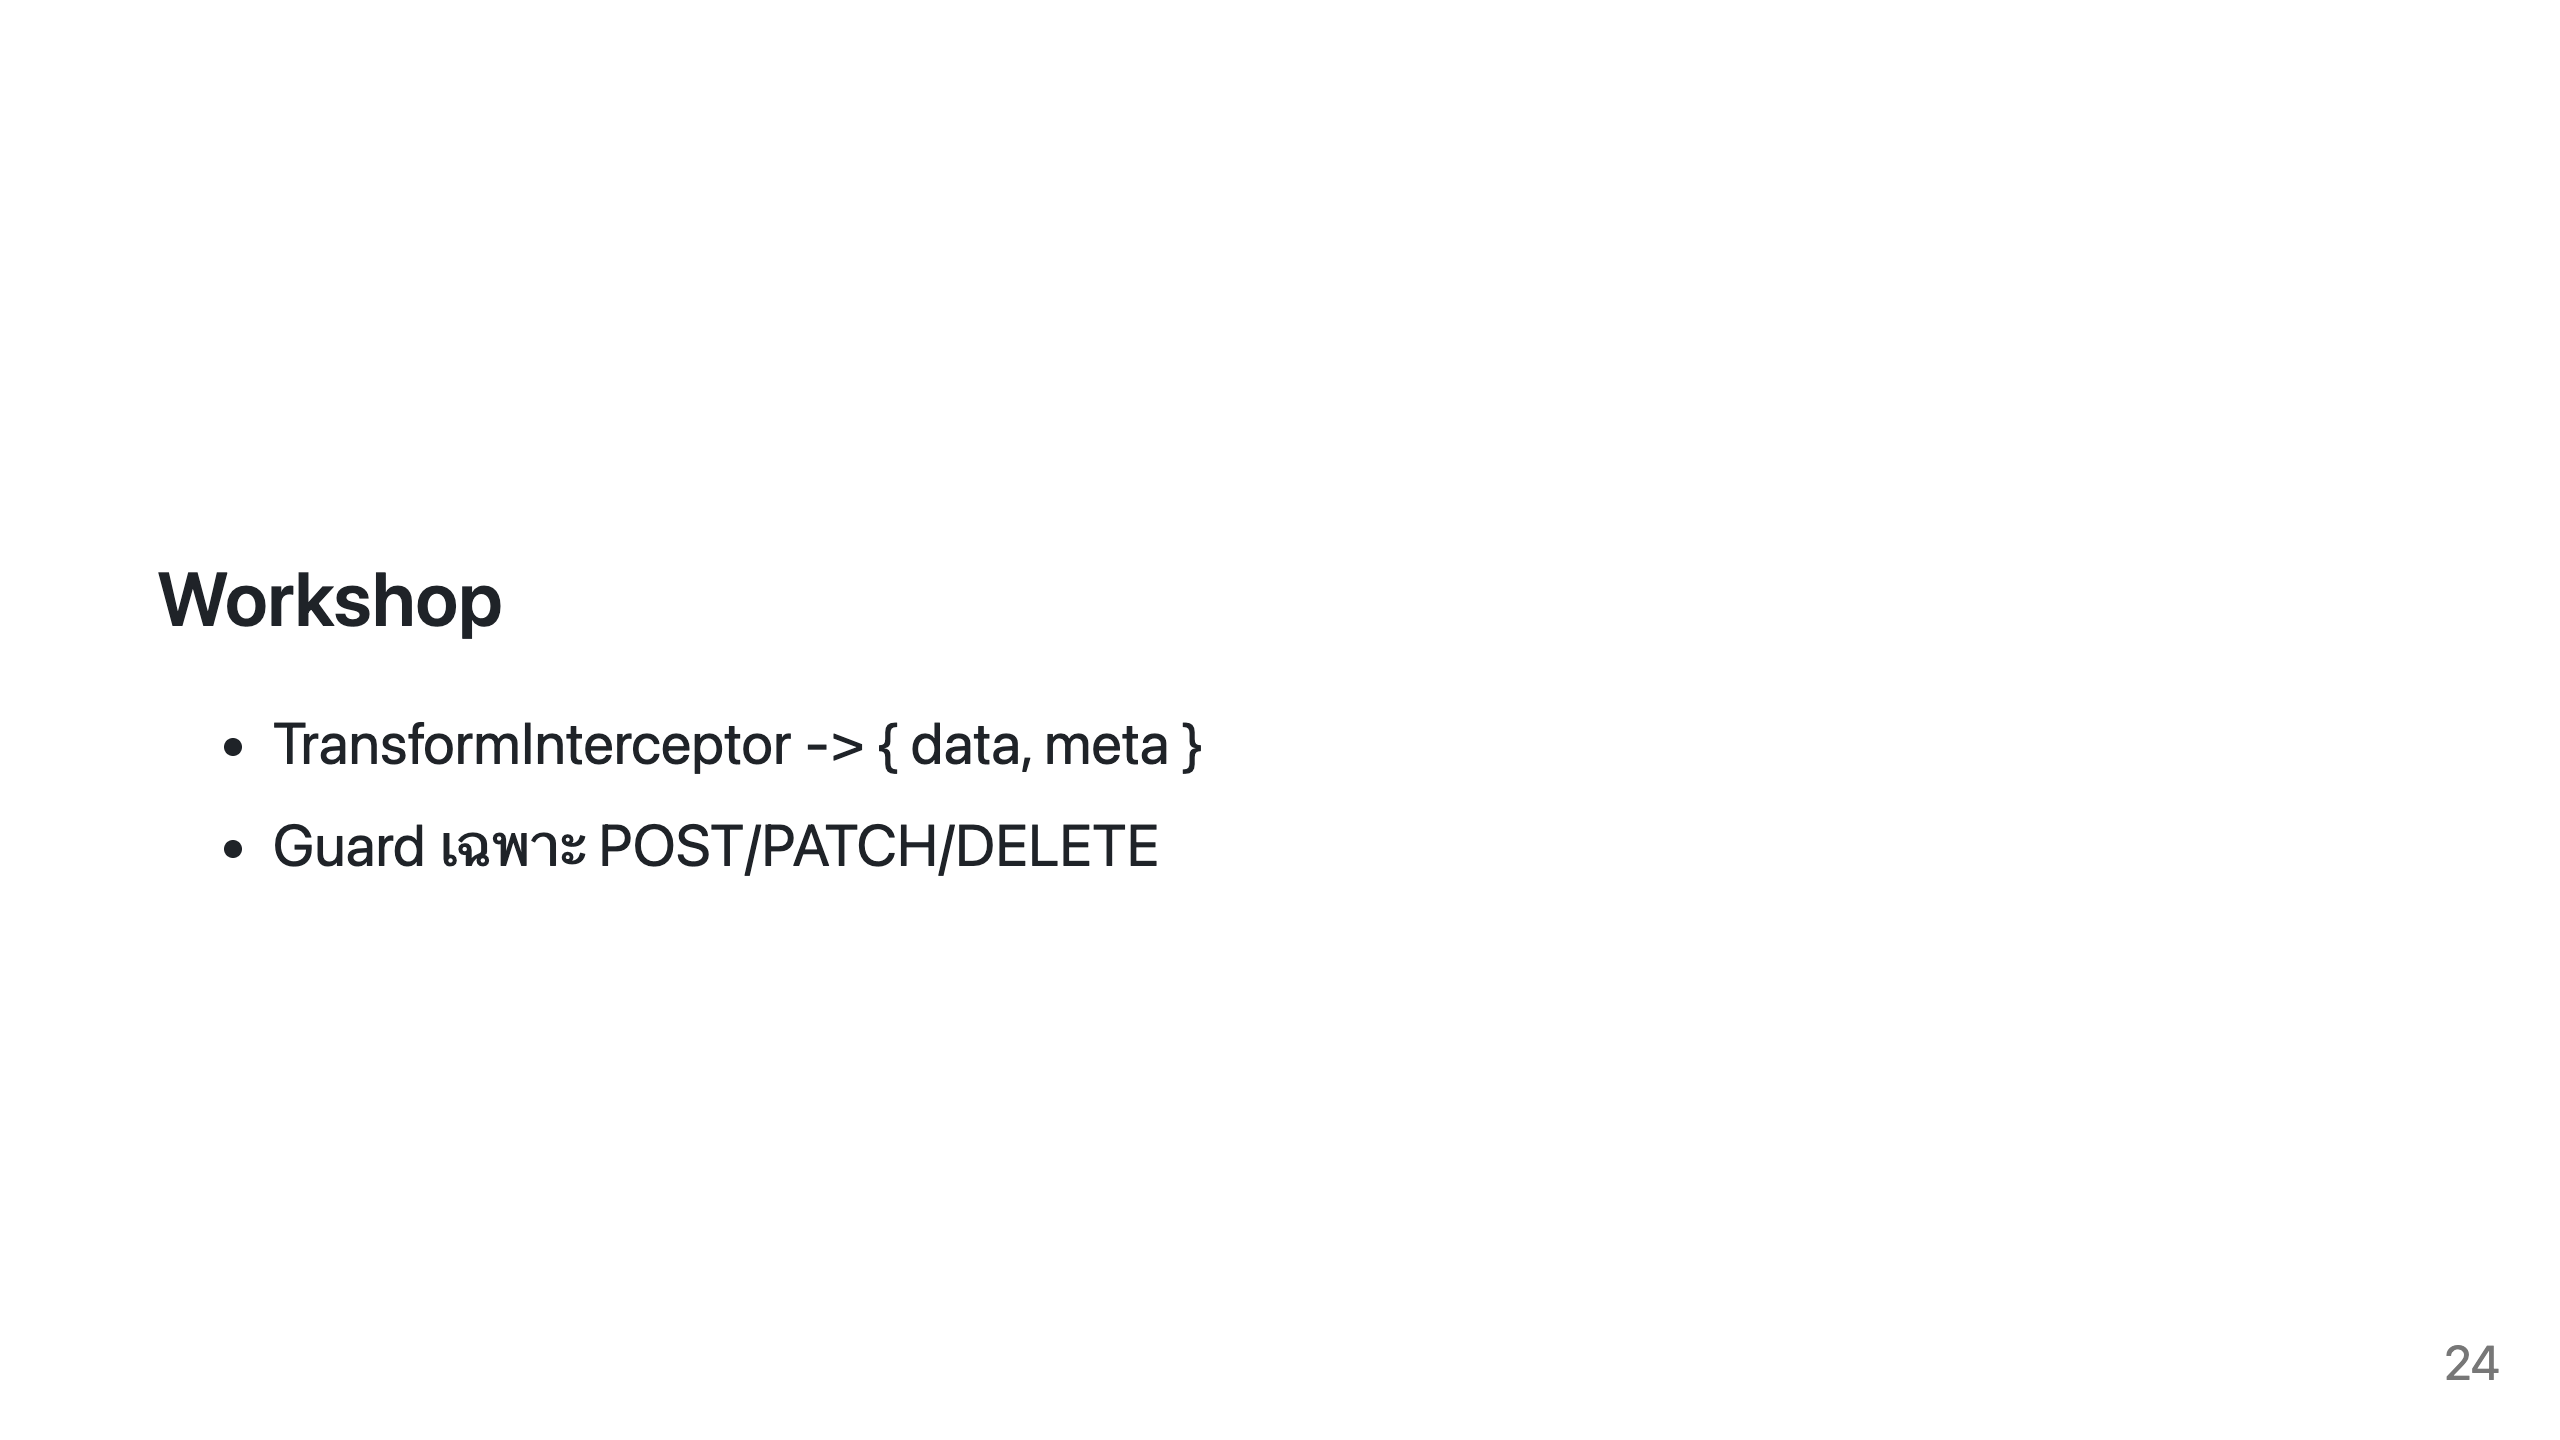 Workshop
• TransformInterceptor -> { data, meta }
• Guard เฉพาะ POST/PATCH/DELETE
24